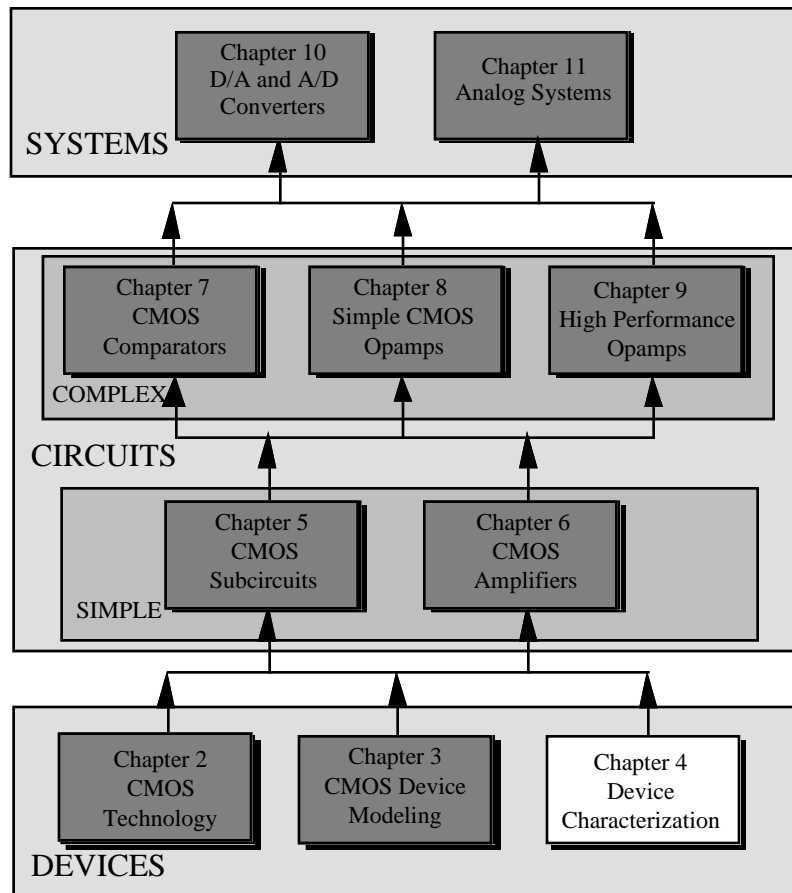 Chapter 10
D/A and A/D
Converters
Chapter 11
Analog Systems
SYSTEMS
Chapter 7
CMOS
Comparators
Chapter 8
Simple CMOS
Opamps
Chapter 9
High Performance
Opamps
COMPLEX
CIRCUITS
Chapter 5
CMOS
Subcircuits
Chapter 6
CMOS
Amplifiers
SIMPLE
Chapter 2
CMOS
Technology
Chapter 3
CMOS Device
Modeling
Chapter 4
Device
Characterization
DEVICES